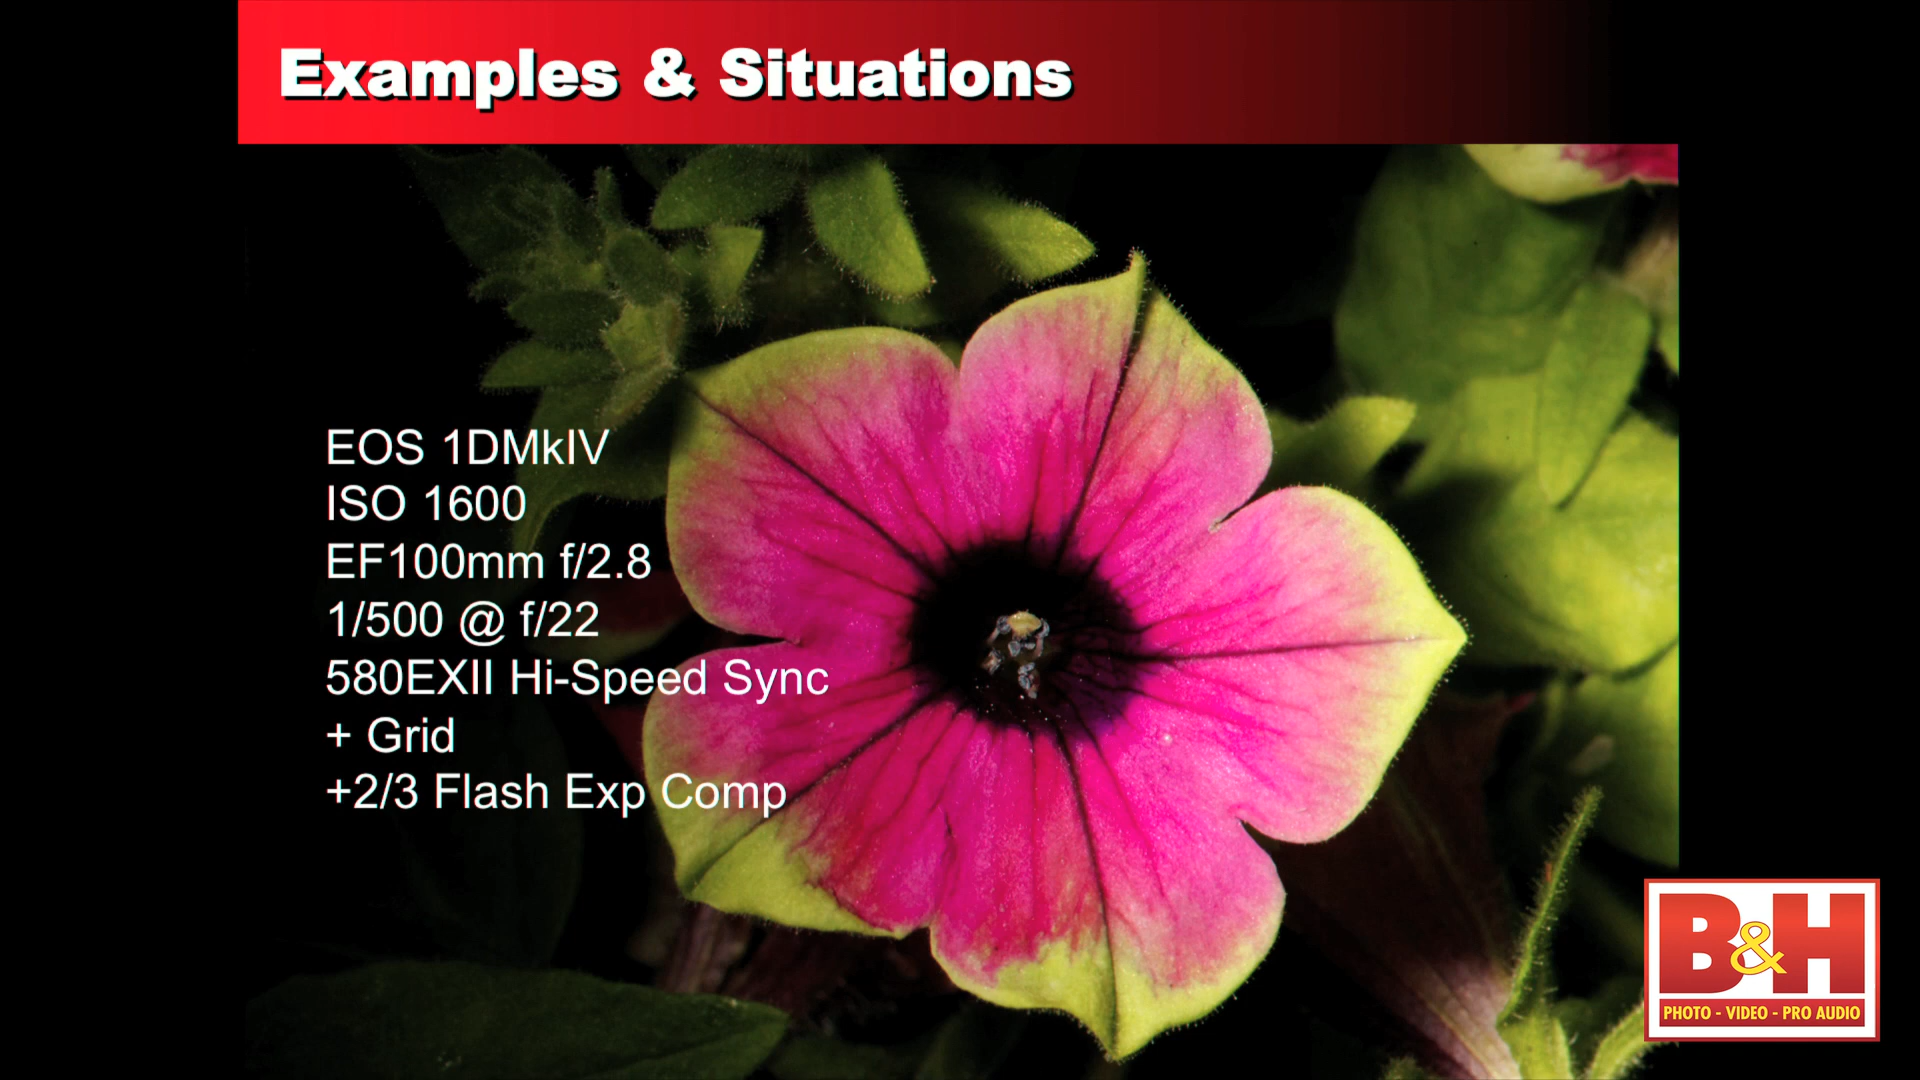 Examples & Situations
EOS 1DMkIV
ISO 1600
EF100mm f/2.8
1/500 @ f/22
580EXII Hi-Speed Sync
+ Grid
+2/3 Flash Exp Comp
B&H
PHOTO - VIDEO - PRO AUDIO